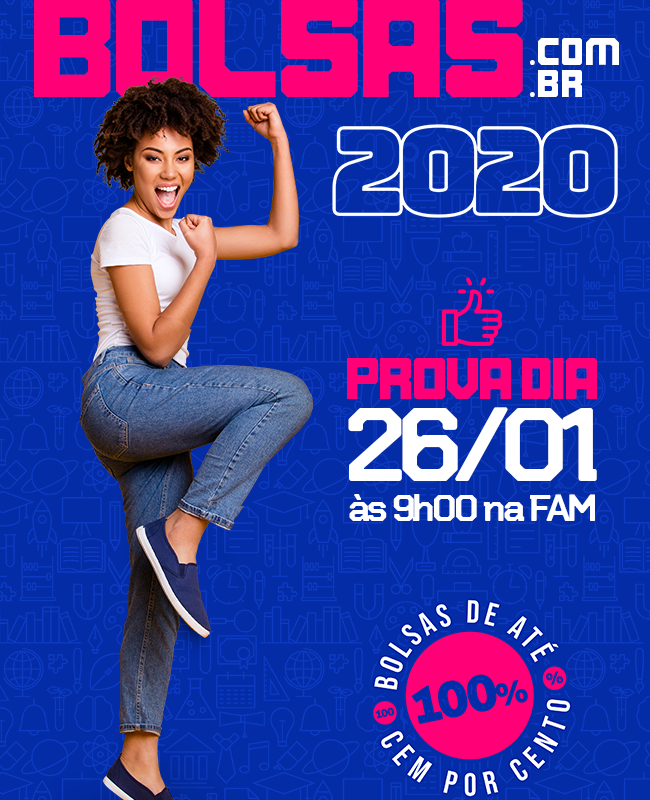 BOLSAS
.COM
.BR
2020
PROVA DIA
26/01
às 9h00 na FAM
BOLSAS DE ATÉ
100%
100
%
CEM POR CENTO